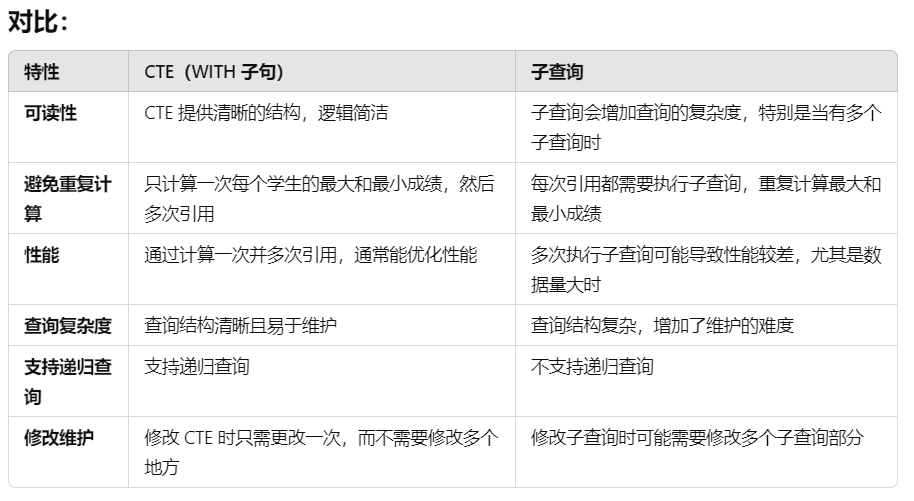 对比：
特性
CTE（WITH 子句）
子查询
可读性
CTE 提供清晰的结构，逻辑简洁
子查询会增加查询的复杂度，特别是当有多个
子查询时
避免重复计
算
只计算一次每个学生的最大和最小成绩，然后
多次引用
每次引用都需要执行子查询，重复计算最大和
最小成绩
性能
通过计算一次并多次引用，通常能优化性能
多次执行子查询可能导致性能较差，尤其是数
据量大时
查询复杂度
查询结构清晰且易于维护
查询结构复杂，增加了维护的难度
支持递归查
询
支持递归查询
不支持递归查询
修改维护
修改 CTE 时只需更改一次，而不需要修改多个
地方
修改子查询时可能需要修改多个子查询部分